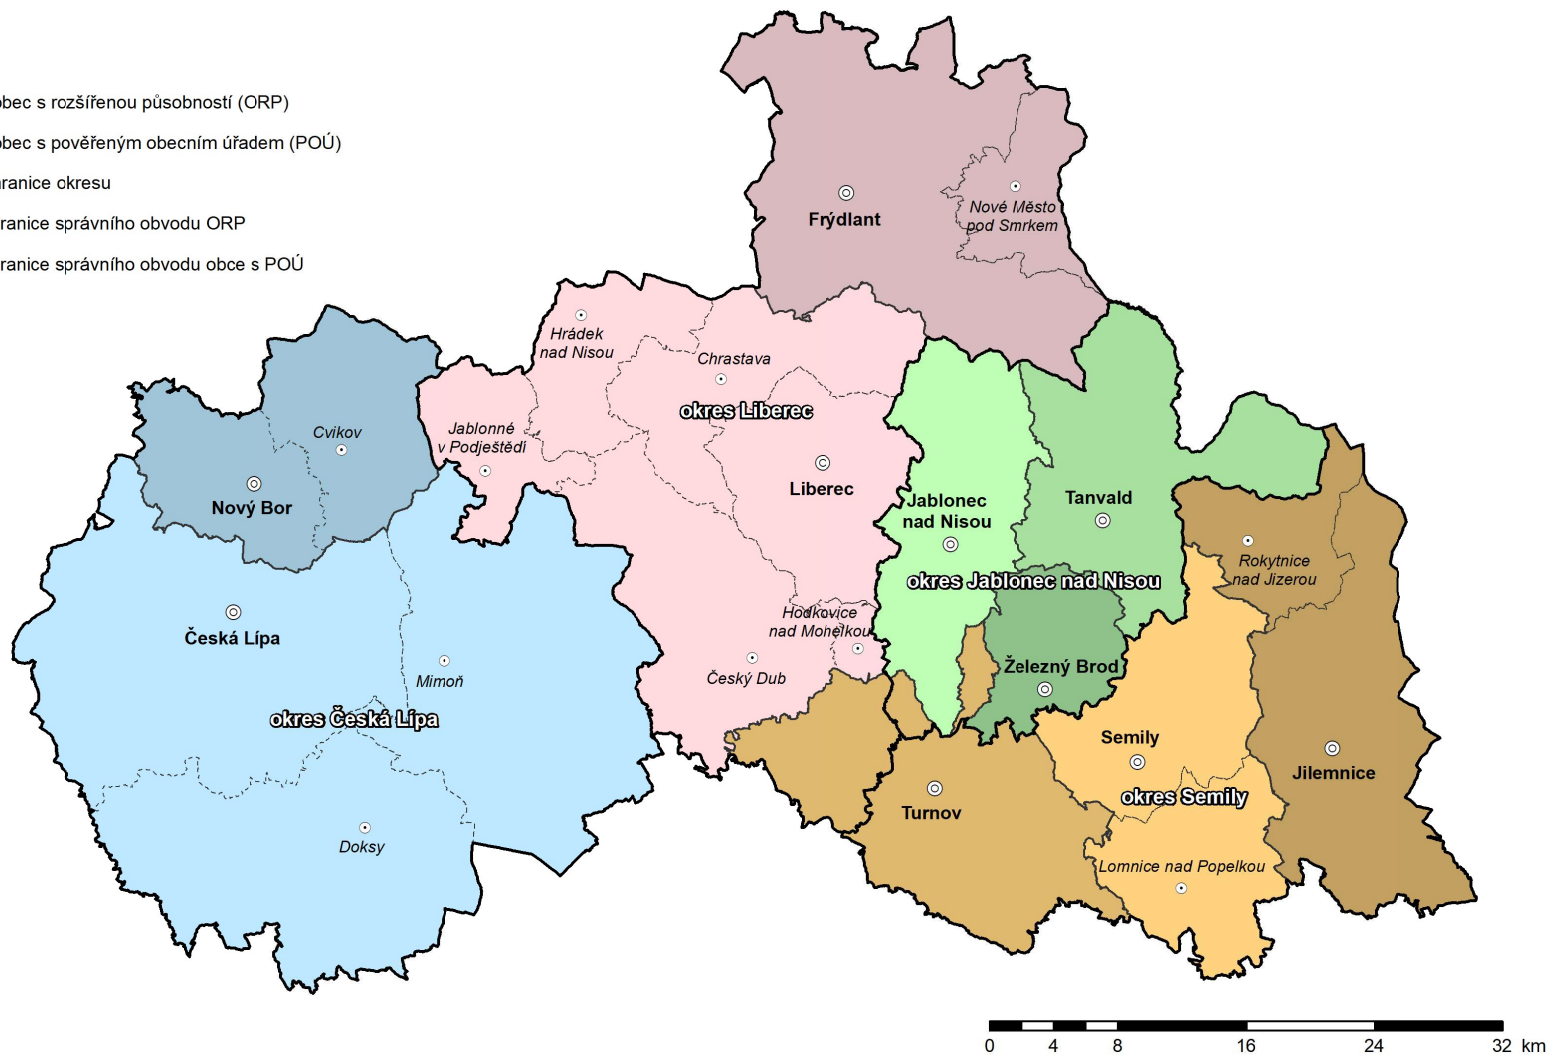 obec s rozšířenou působností (ORP)
obec s pověřeným obecním úřadem (POÚ)
hranice okresu
hranice správního obvodu ORP
hranice správního obvodu obce s POÚ
Frýdlant
Nové Město
pod Smrkem
Hrádek
nad Nisou
Chrastava
okres Liberec
Jablonné
v Podještědí
Cvikov
Nový Bor
Liberec
Jablonec
nad Nisou
Tanvald
Rokytnice
nad Jizerou
okres Jablonec nad Nisou
Česká Lípa
Mimoň
okres Česká Lípa
Hodkovice
nad Mohelkou
Český Dub
Železný Brod
Semily
okres Semily
Jilemnice
Turnov
Doksy
Lomnice nad Popelkou
0 4 8 16 24 32 km